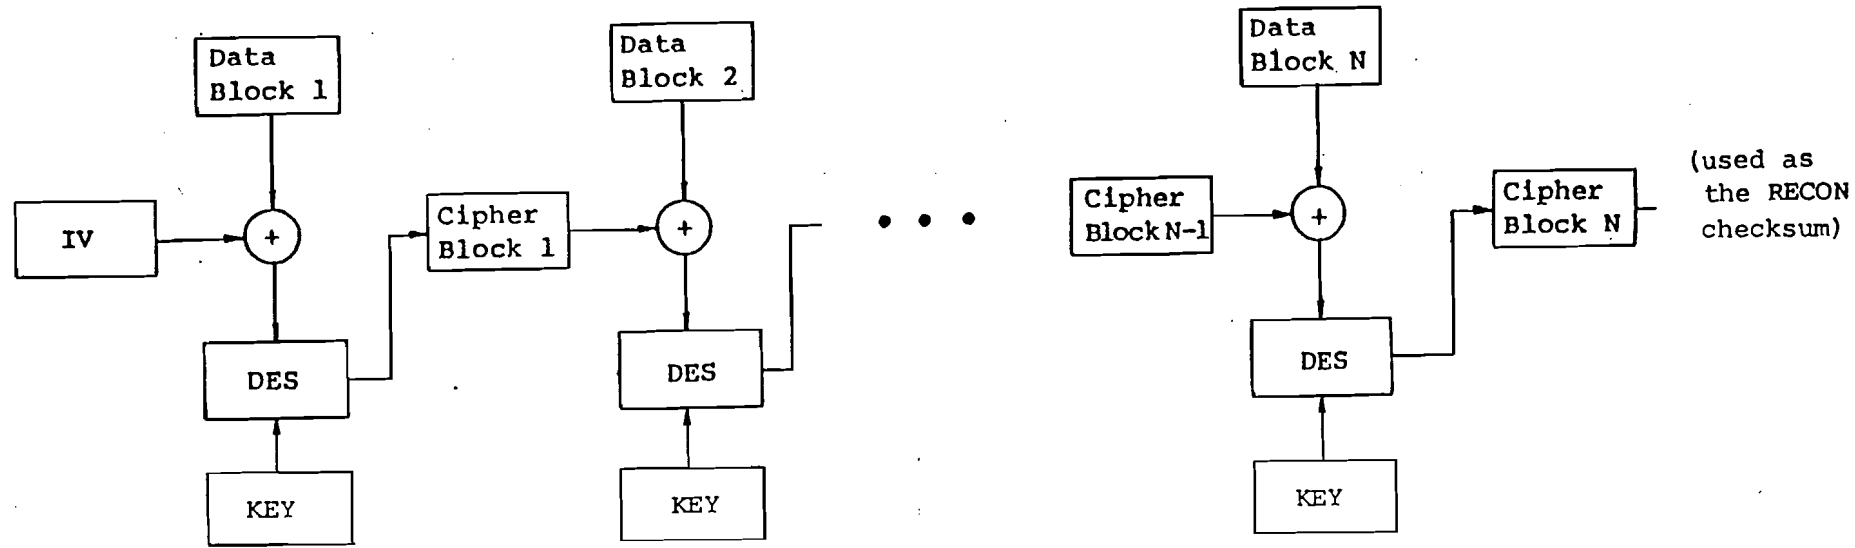 Data
Block 1
Data
Block 2
Data
Block N
IV
+
Cipher
Block 1
+
Cipher
Block N-1
+
Cipher
Block N
(used as
the RECON
checksum)
DES
DES
DES
KEY
KEY
KEY